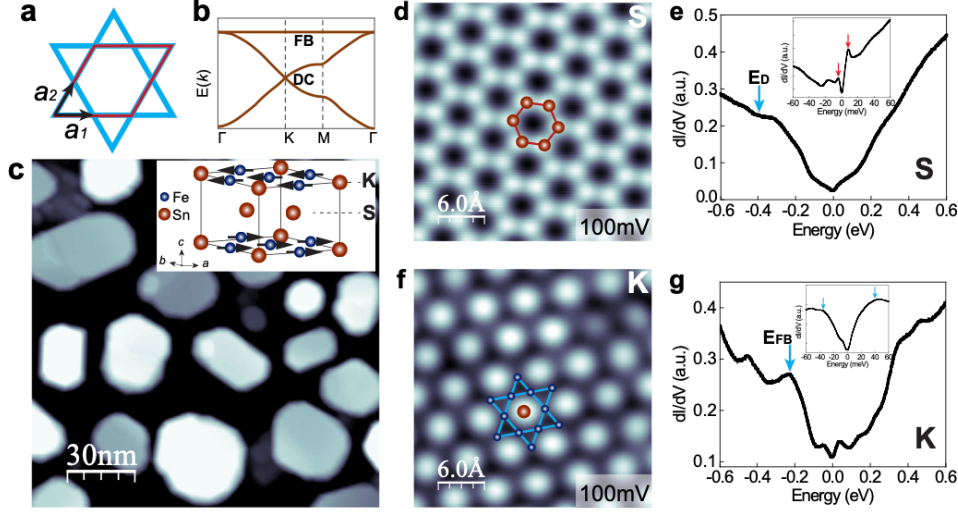 a
a2
a1
b
E(k)
FB
DC
Γ
K
M
Γ
c
K
S
Fe
Sn
c
b
a
30nm
d
S
6.0Å
100mV
e
dI/dV (a.u.)
0.5
0.4
0.3
0.2
0.1
0.0
-0.6 -0.4 -0.2 0.0 0.2 0.4 0.6
Energy (eV)
ED
S
dI/dV (a.u.)
-60 -40 -20 0 20 40 60
Energy (meV)
f
K
6.0Å
100mV
g
dI/dV (a.u.)
0.4
0.3
0.2
0.1
-0.6 -0.4 -0.2 0.0 0.2 0.4 0.6
Energy (eV)
EFB
K
dI/dV (a.u.)
-60 -40 -20 0 20 40 60
Energy (meV)